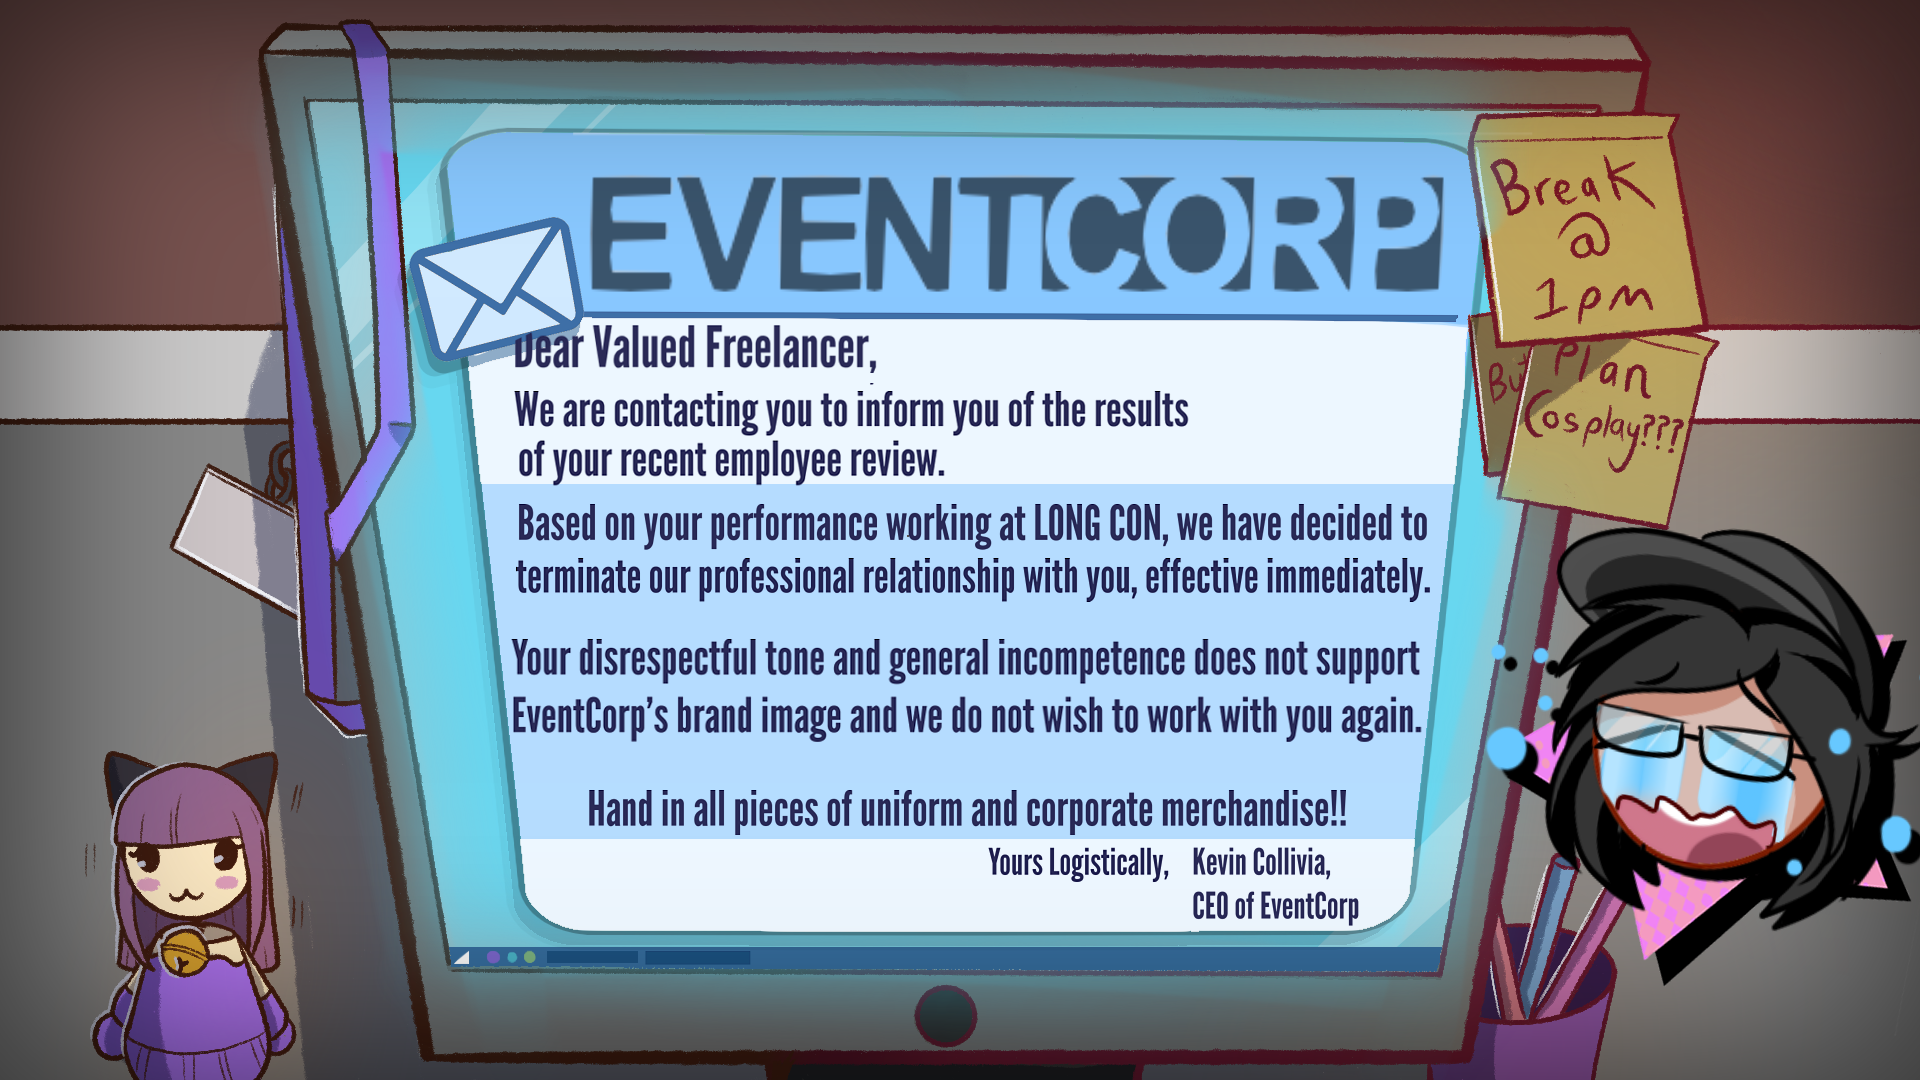 EVENTCORP
Dear Valued Freelancer,
We are contacting you to inform you of the results
of your recent employee review.
Based on your performance working at LONG CON, we have decided to
terminate our professional relationship with you, effective immediately.
Your disrespectful tone and general incompetence does not support
EventCorp's brand image and we do not wish to work with you again.
Hand in all pieces of uniform and corporate merchandise!!
Yours Logistically, Kevin Collivia,
CEO of EventCorp
Break
@
1pm
Plan
Cosplay???